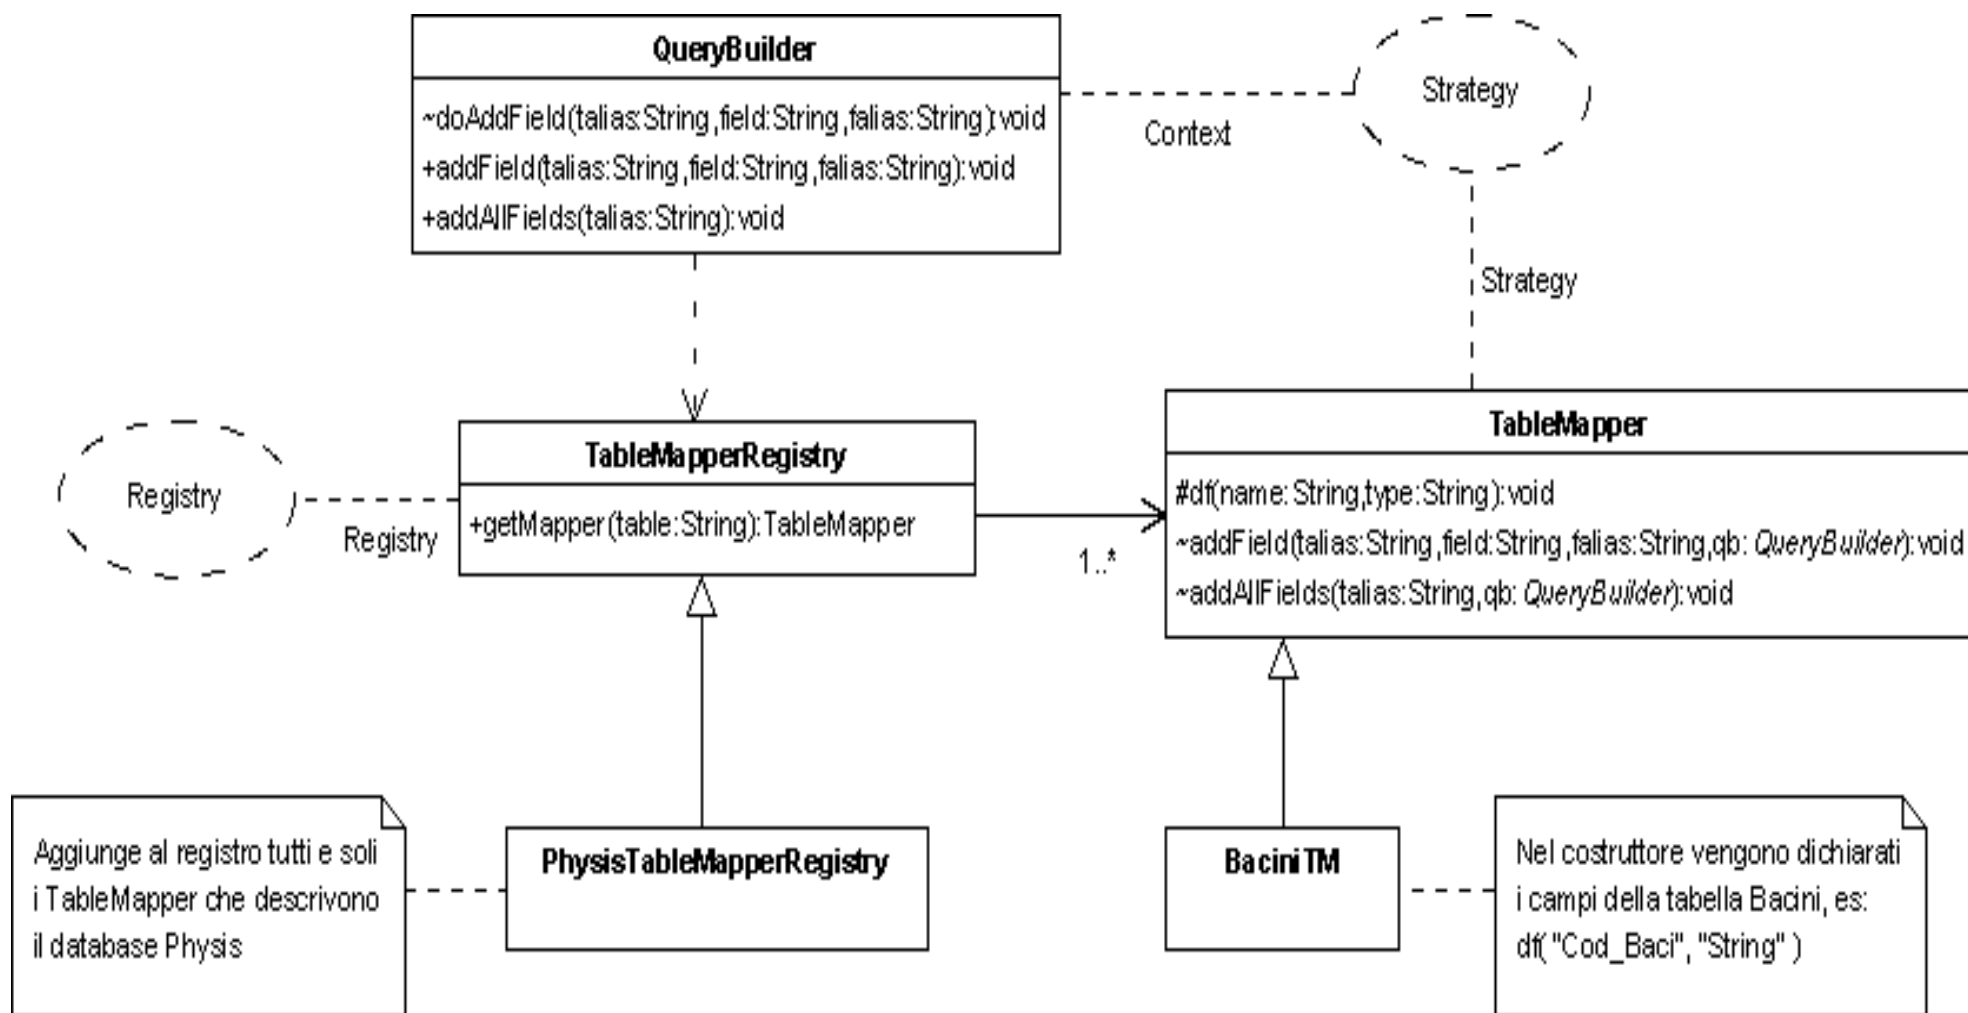 QueryBuilder
~doAddField(talias:String,field:String,falias:String):void
+addField(talias:String,field:String,falias:String):void
+addAllFields(talias:String):void
Strategy
Context
Strategy
Registry
Registry
TableMapperRegistry
+getMapper(table:String):TableMapper
1..*
TableMapper
#df(name:String,type:String):void
~addField(talias:String,field:String,falias:String,qb: QueryBuilder):void
~addAllFields(talias:String,qb: QueryBuilder):void
Aggiunge al registro tutti e soli
i TableMapper che descrivono
il database Physis
PhysisTableMapperRegistry
BaciniTM
Nel costruttore vengono dichiarati
i campi della tabella Bacini, es:
df( "Cod_Baci", "String" )